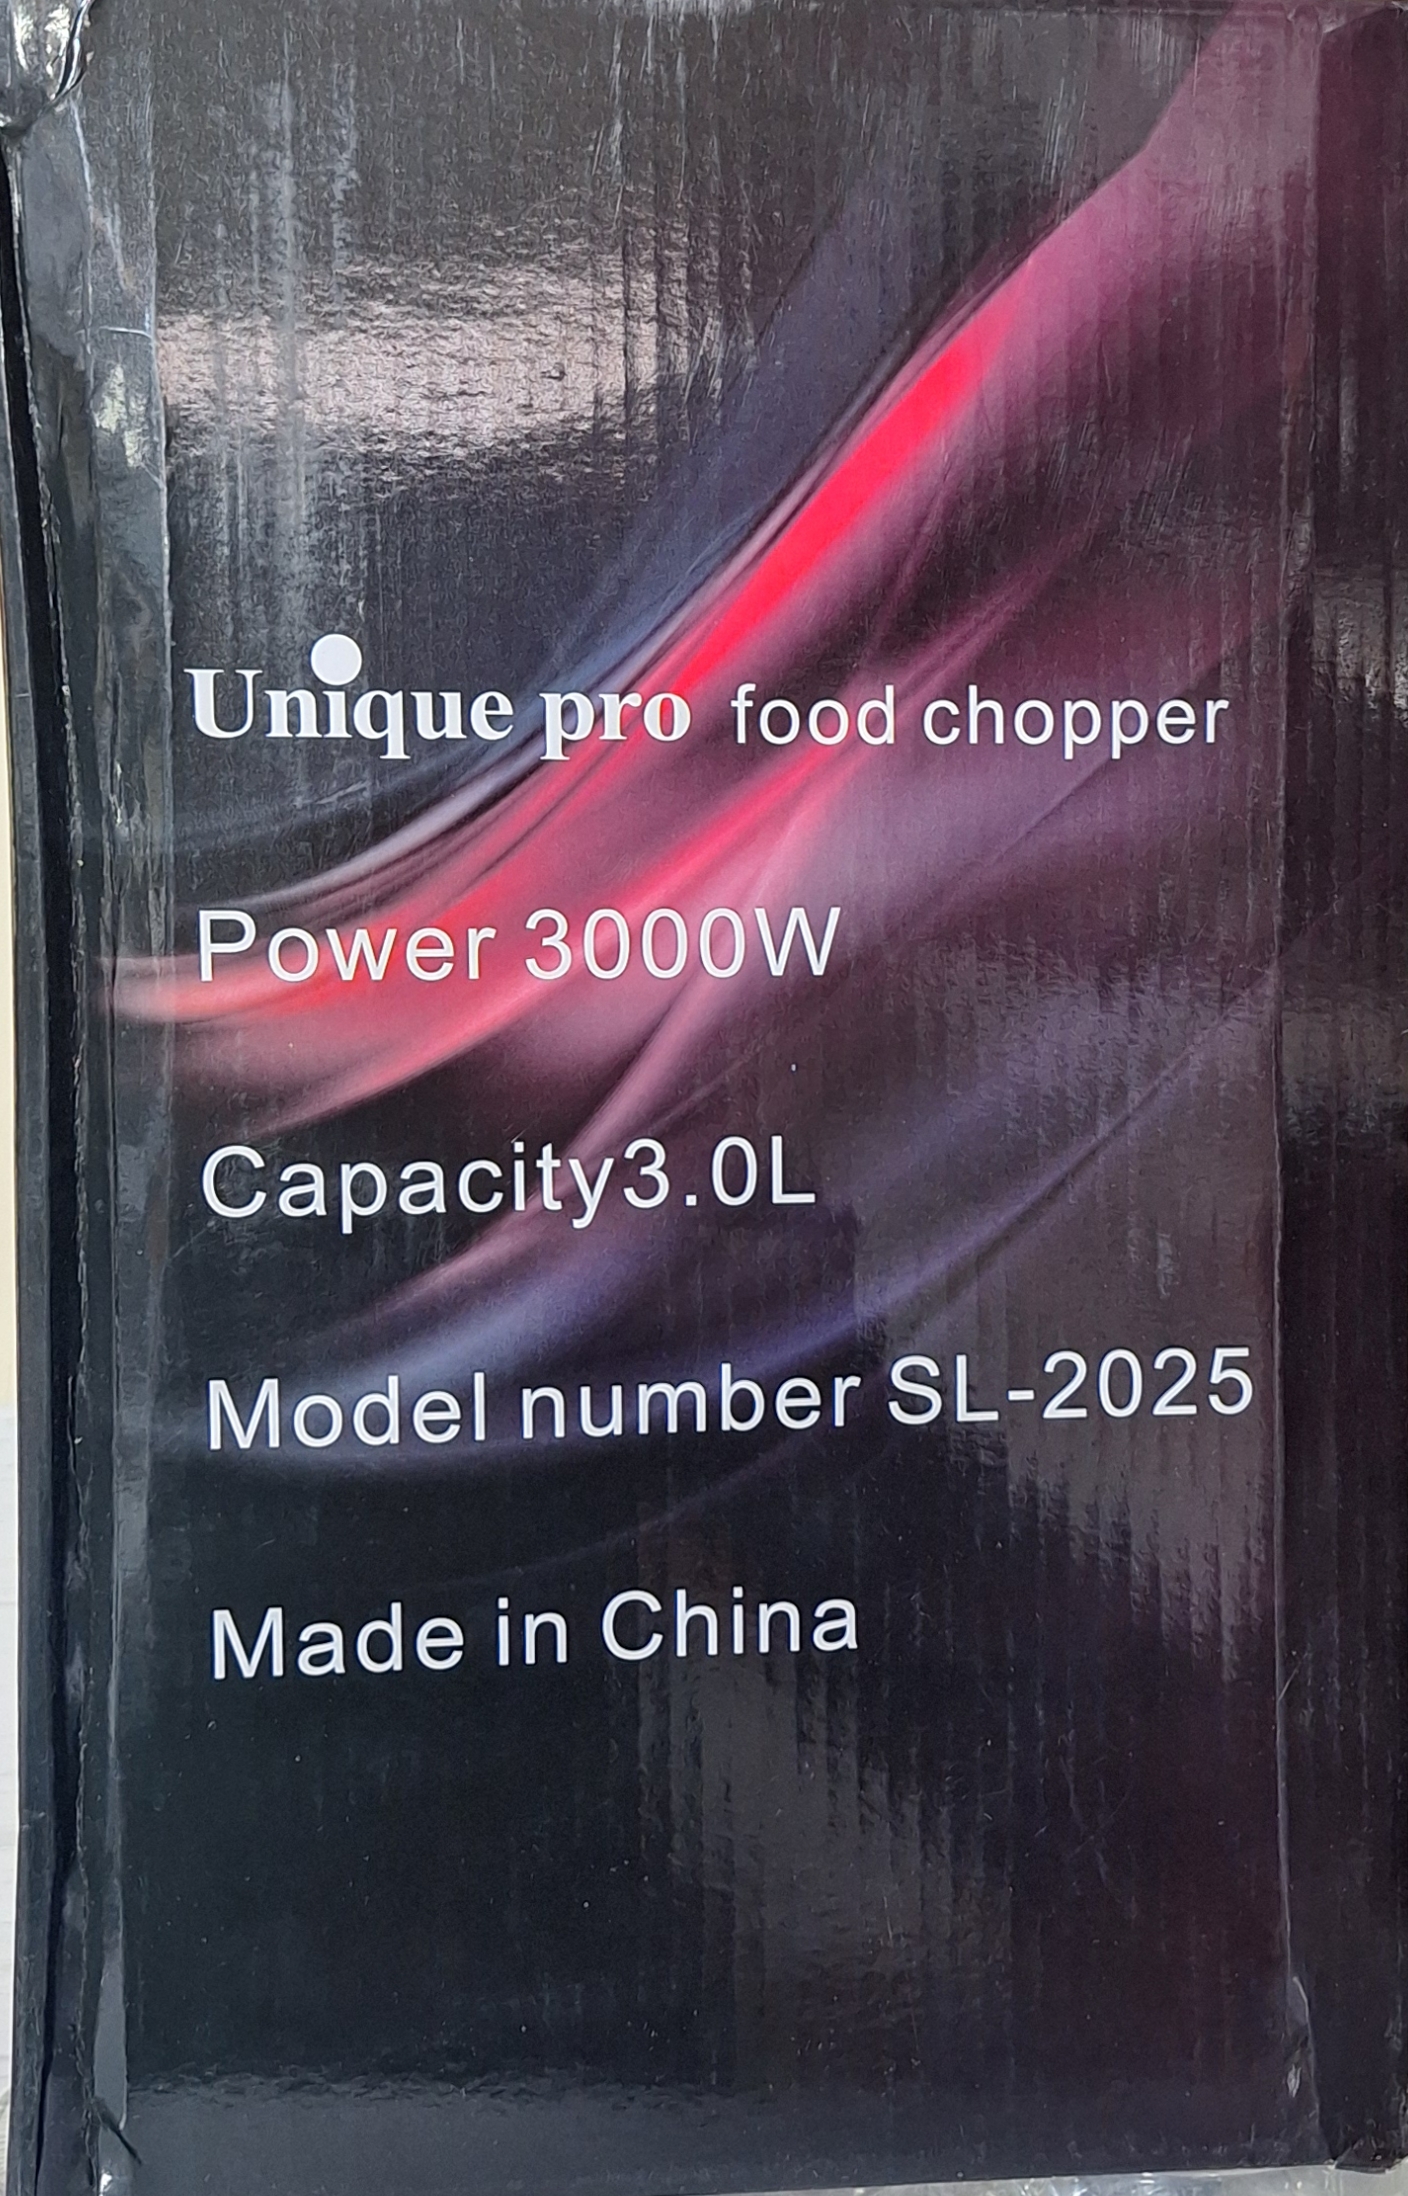 Unique pro food chopper
Power 3000W
Capacity3.0L
Model number SL-2025
Made in China